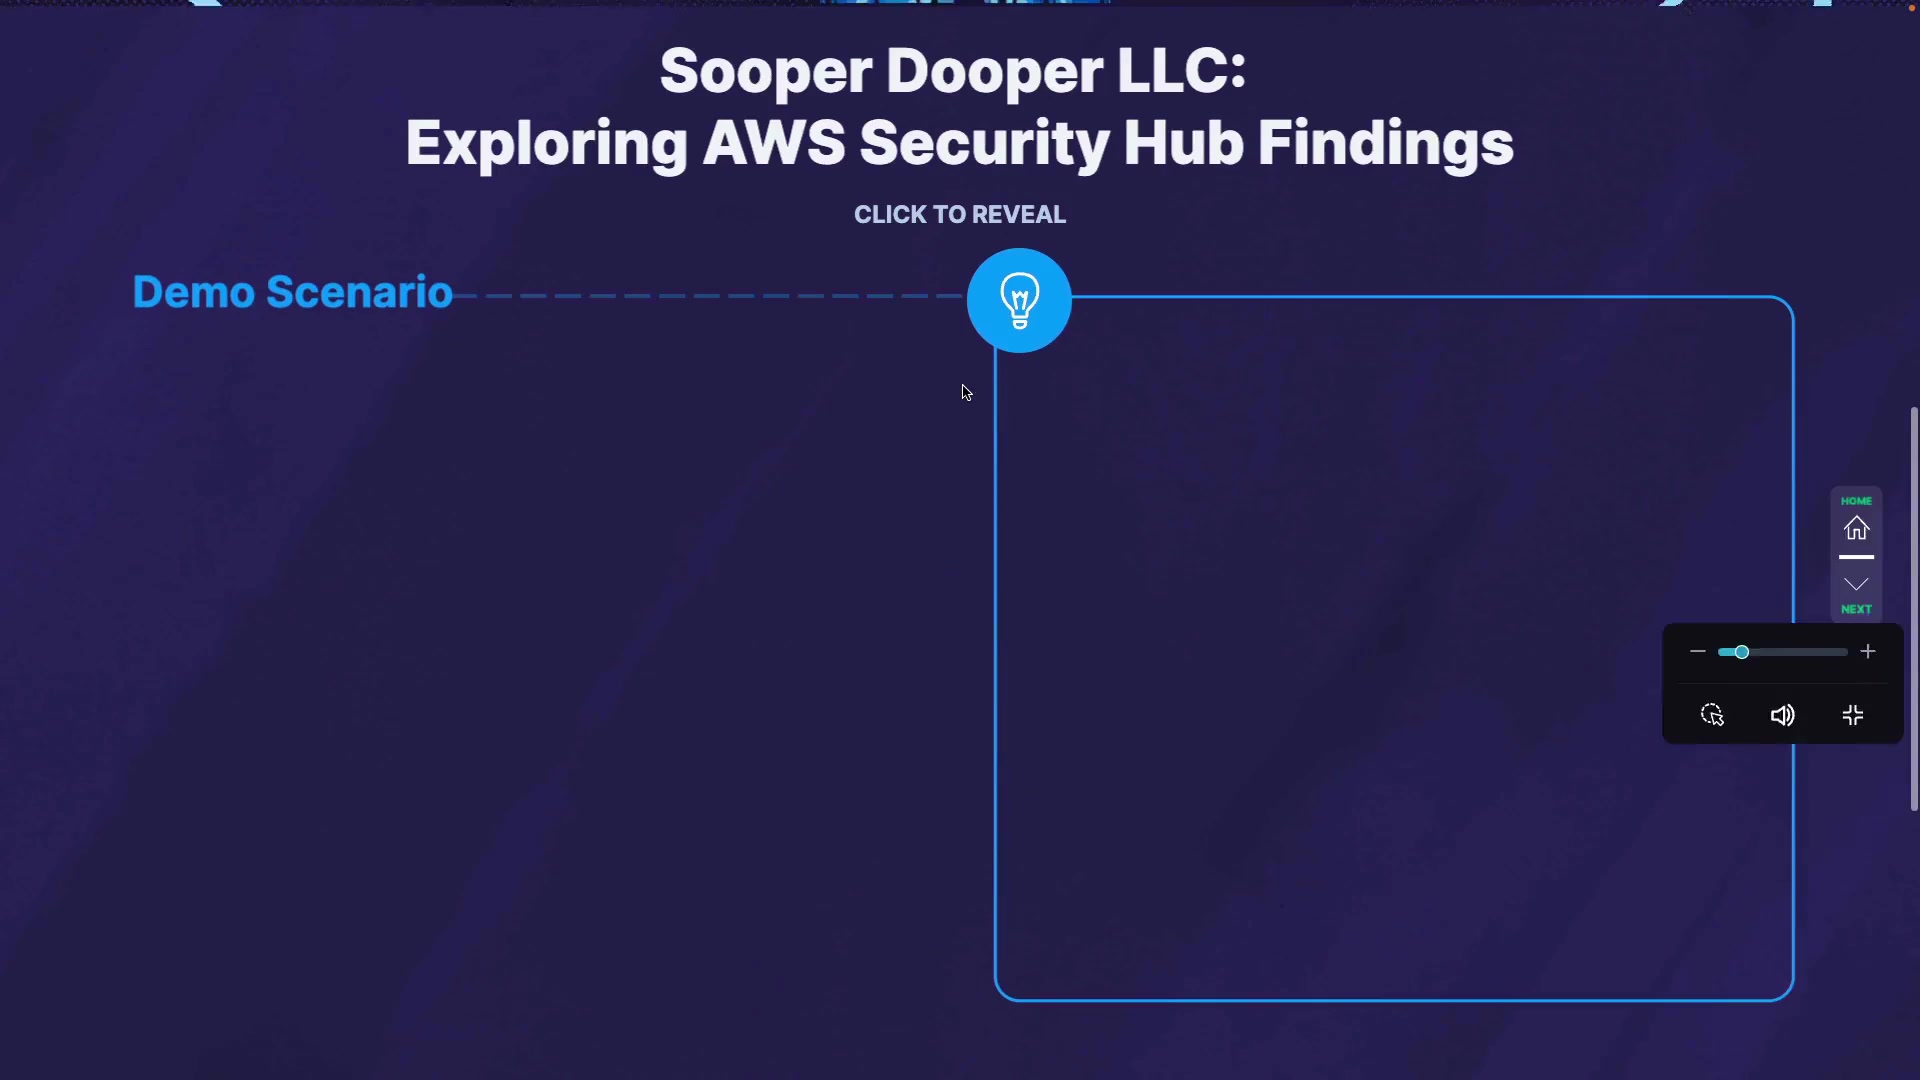 Sooper Dooper LLC:
Exploring AWS Security Hub Findings
CLICK TO REVEAL
Demo Scenario
HOME
NEXT